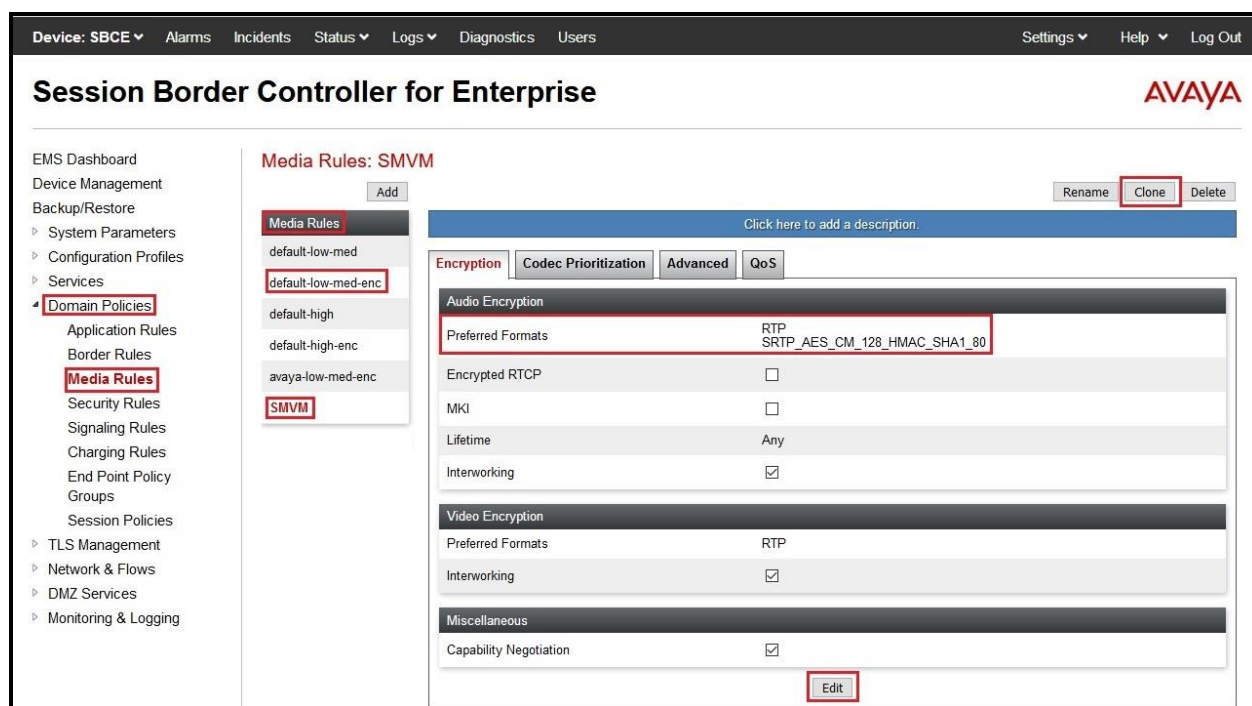 Device: SBCE Alarms Incidents Status Logs Diagnostics Users Settings Help Log Out
Session Border Controller for Enterprise
AVAYA
EMS Dashboard
Device Management
Backup/Restore
System Parameters
Configuration Profiles
Services
Domain Policies
Application Rules
Border Rules
Media Rules
Security Rules
Signaling Rules
Charging Rules
End Point Policy
Groups
Session Policies
TLS Management
Network & Flows
DMZ Services
Monitoring & Logging
Media Rules: SMVM
Add
Rename Clone Delete
Media Rules
default-low-med
default-low-med-enc
default-high
default-high-enc
avaya-low-med-enc
SMVM
Click here to add a description.
Encryption Codec Prioritization Advanced QoS
Audio Encryption
Preferred Formats RTP
SRTP_AES_CM_128_HMAC_SHA1_80
Encrypted RTCP
MKI
Lifetime Any
Interworking
Video Encryption
Preferred Formats RTP
Interworking
Miscellaneous
Capability Negotiation
Edit